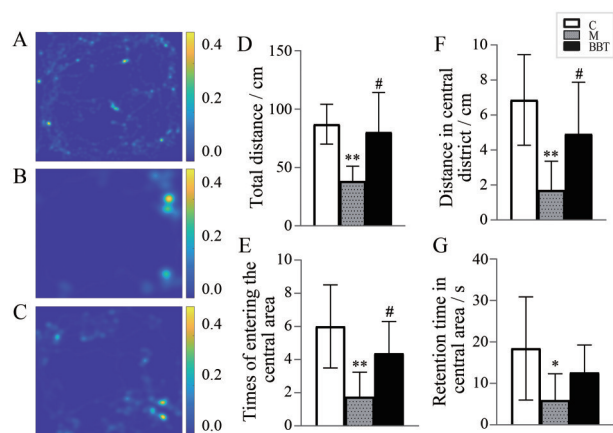 A
0.4
0.2
0.0
B
0.4
0.2
0.0
C
0.4
0.2
0.0
D
Total distance / cm
150
100
50
0
**
#
E
Times of entering the
central area
8
6
4
2
0
**
#
C
M
BBT
F
Distance in central
district / cm
10
8
6
4
2
0
**
#
G
Retention time in
central area / s
40
30
20
10
0
*